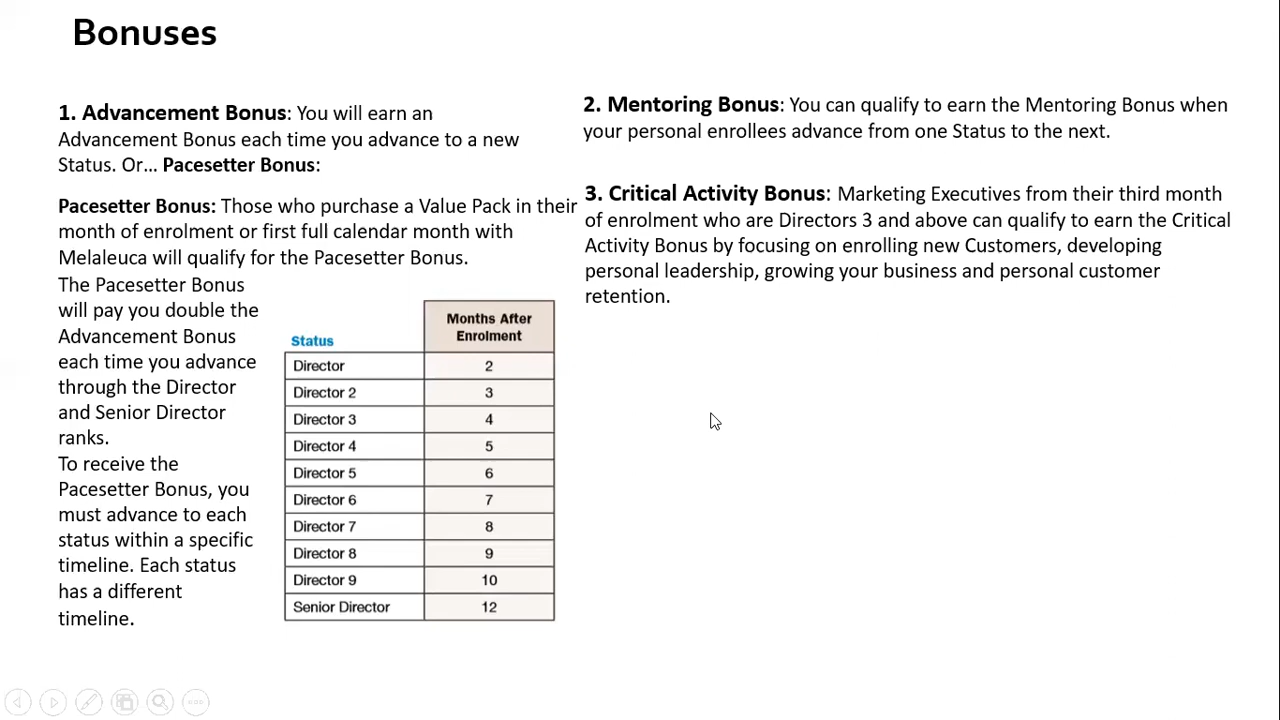 Bonuses
1. Advancement Bonus: You will earn an
Advancement Bonus each time you advance to a new
Status. Or... Pacesetter Bonus:
Pacesetter Bonus: Those who purchase a Value Pack in their
month of enrolment or first full calendar month with
Melaleuca will qualify for the Pacesetter Bonus.
The Pacesetter Bonus
will pay you double the
Advancement Bonus
each time you advance
through the Director
and Senior Director
ranks.
To receive the
Pacesetter Bonus, you
must advance to each
status within a specific
timeline. Each status
has a different
timeline.
Status Months After Enrolment
Director 2
Director 2 3
Director 3 4
Director 4 5
Director 5 6
Director 6 7
Director 7 8
Director 8 9
Director 9 10
Senior Director 12
2. Mentoring Bonus: You can qualify to earn the Mentoring Bonus when
your personal enrollees advance from one Status to the next.
3. Critical Activity Bonus: Marketing Executives from their third month
of enrolment who are Directors 3 and above can qualify to earn the Critical
Activity Bonus by focusing on enrolling new Customers, developing
personal leadership, growing your business and personal customer
retention.